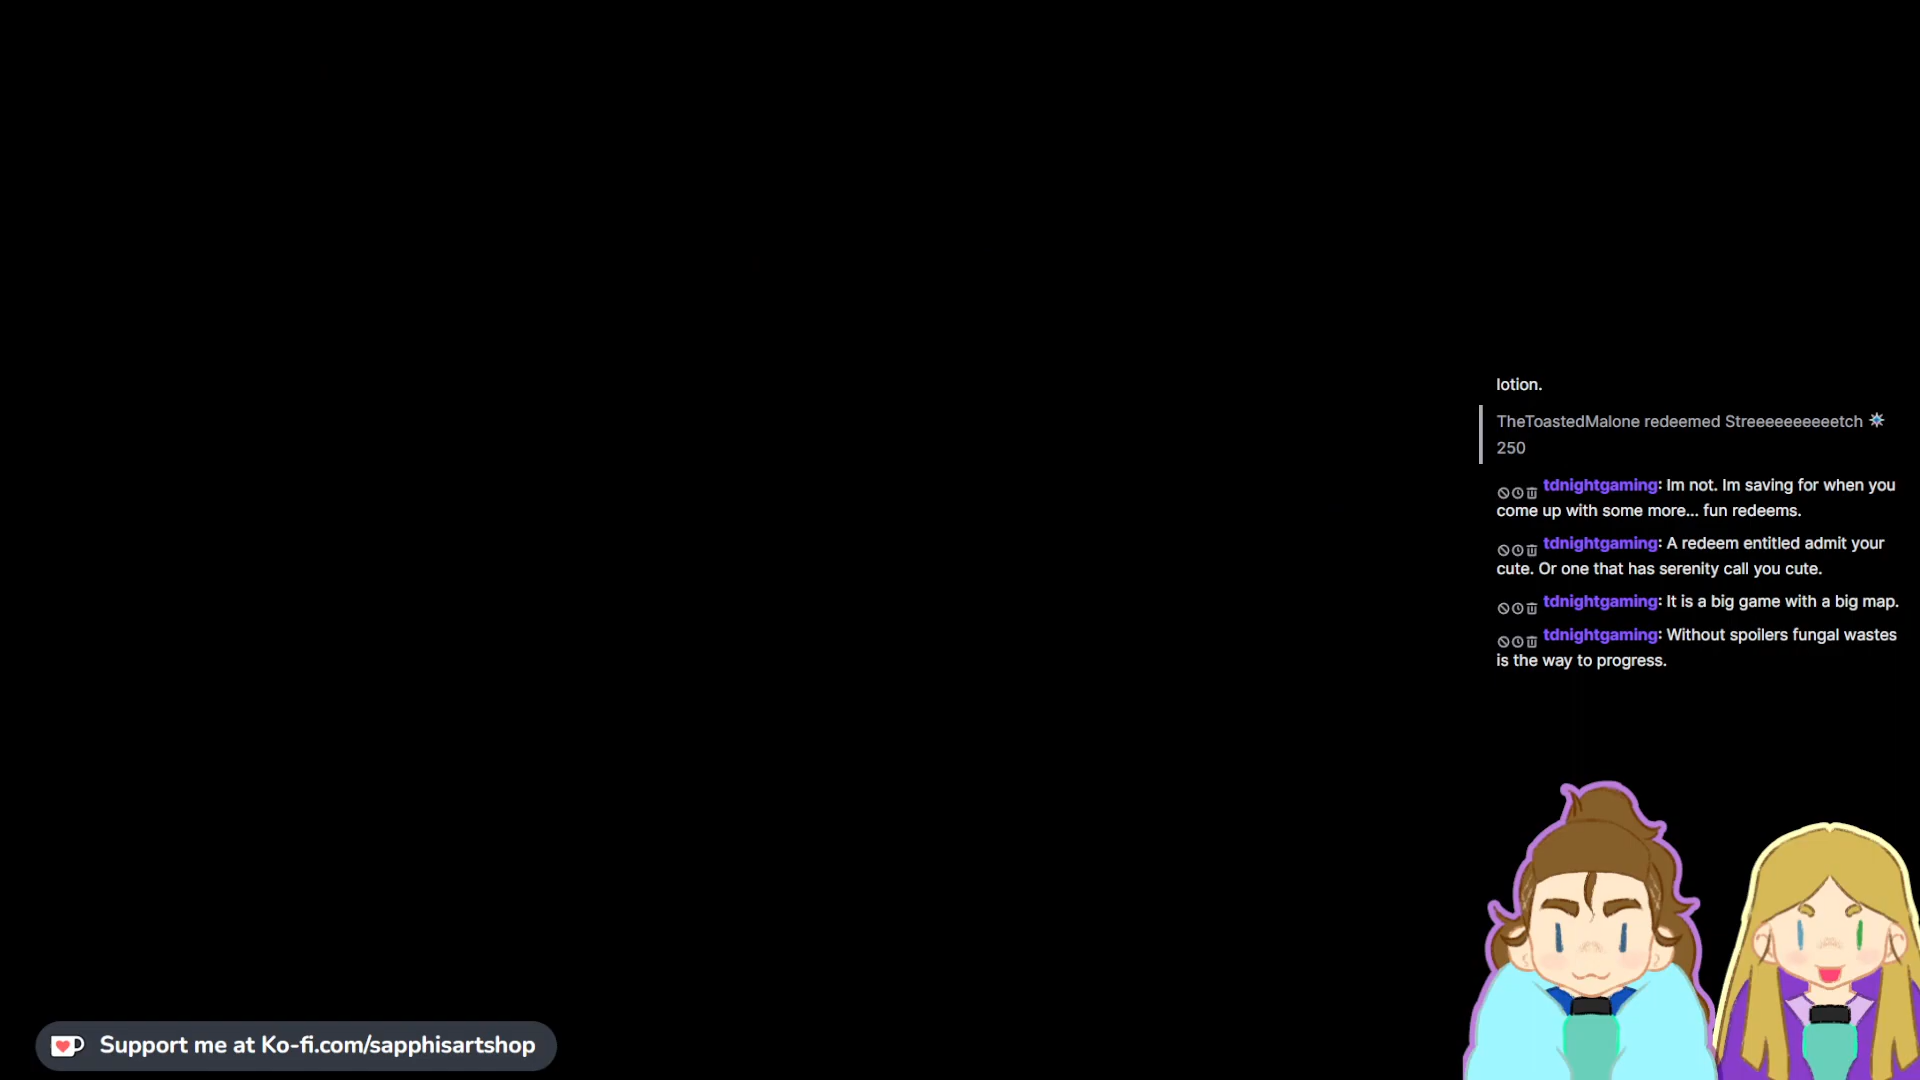 lotion.
TheToastedMalone redeemed Streeeeeeeeeetch
250
tdnightgaming: Im not. Im saving for when you
come up with some more... fun redeems.
tdnightgaming: A redeem entitled admit your
cute. Or one that has serenity call you cute.
tdnightgaming: It is a big game with a big map.
tdnightgaming: Without spoilers fungal wastes
is the way to progress.
Support me at Ko-fi.com/sapphisartshop